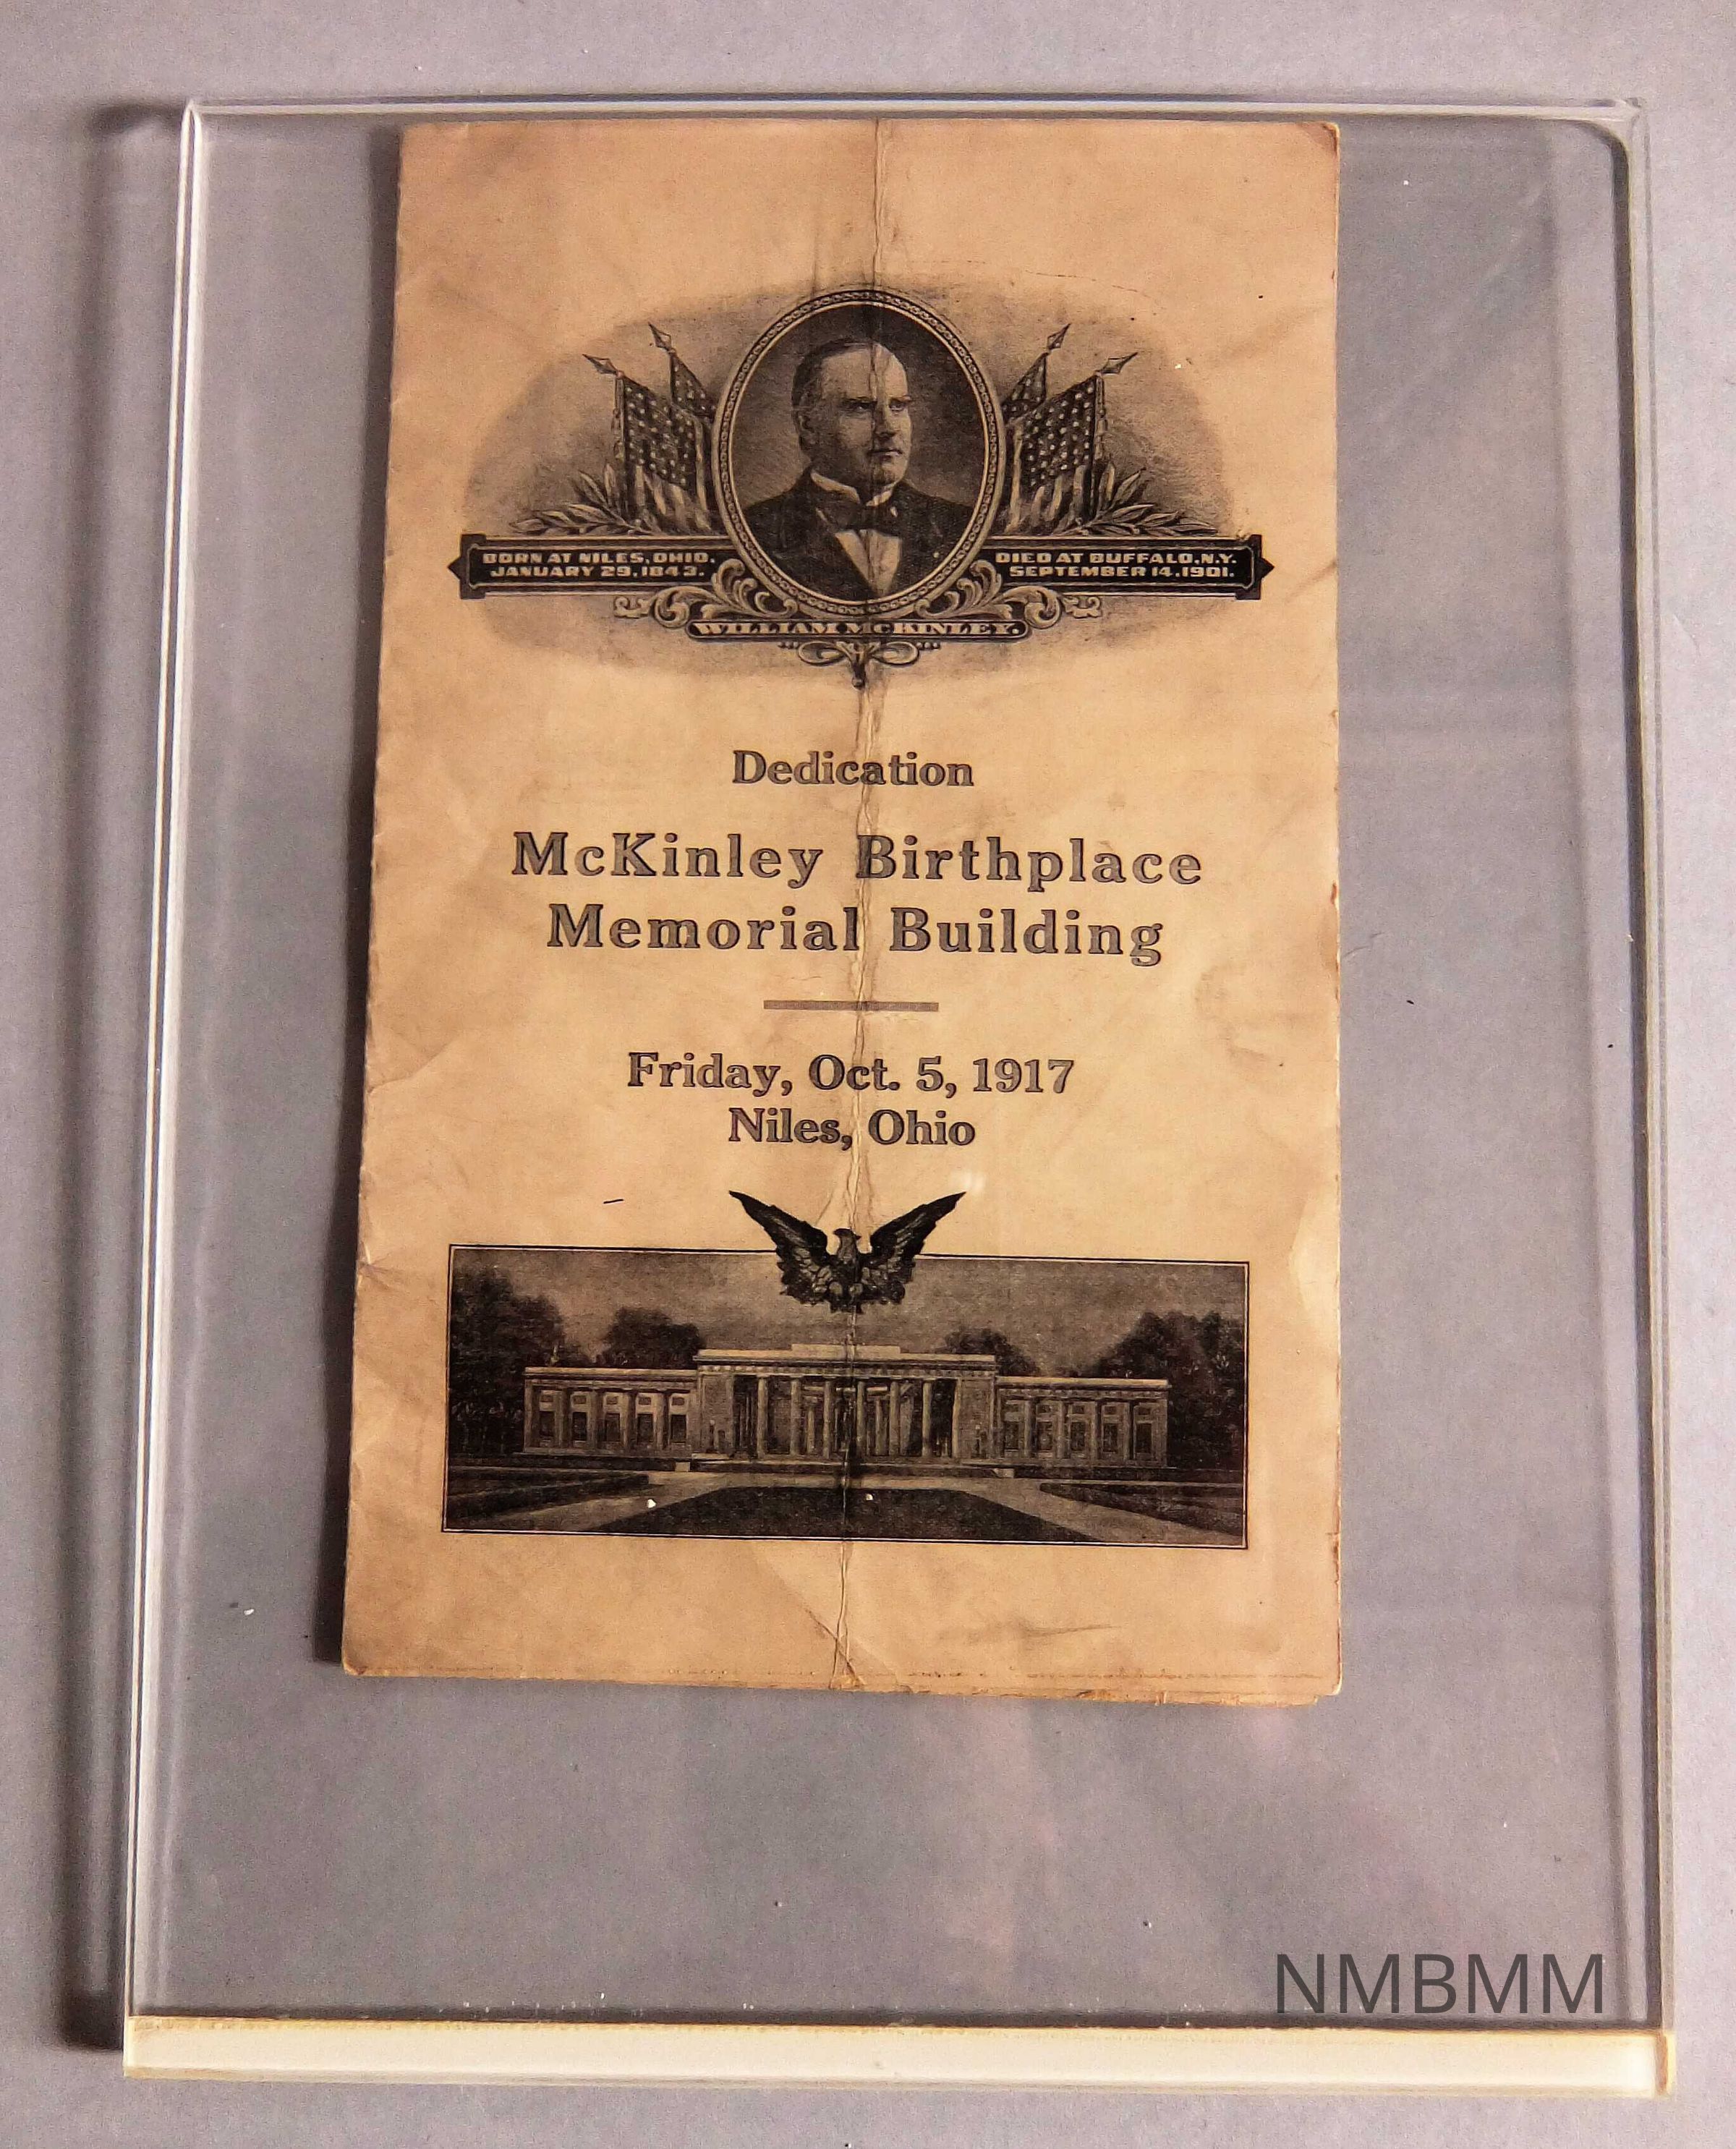 BORN AT NILES, OHIO.
JANUARY 29, 1843.
DIED AT BUFFALO, N.Y.
SEPTEMBER 14, 1901.
WILLIAM McKINLEY.
Dedication
McKinley Birthplace
Memorial Building
Friday, Oct. 5, 1917
Niles, Ohio
NMBMM